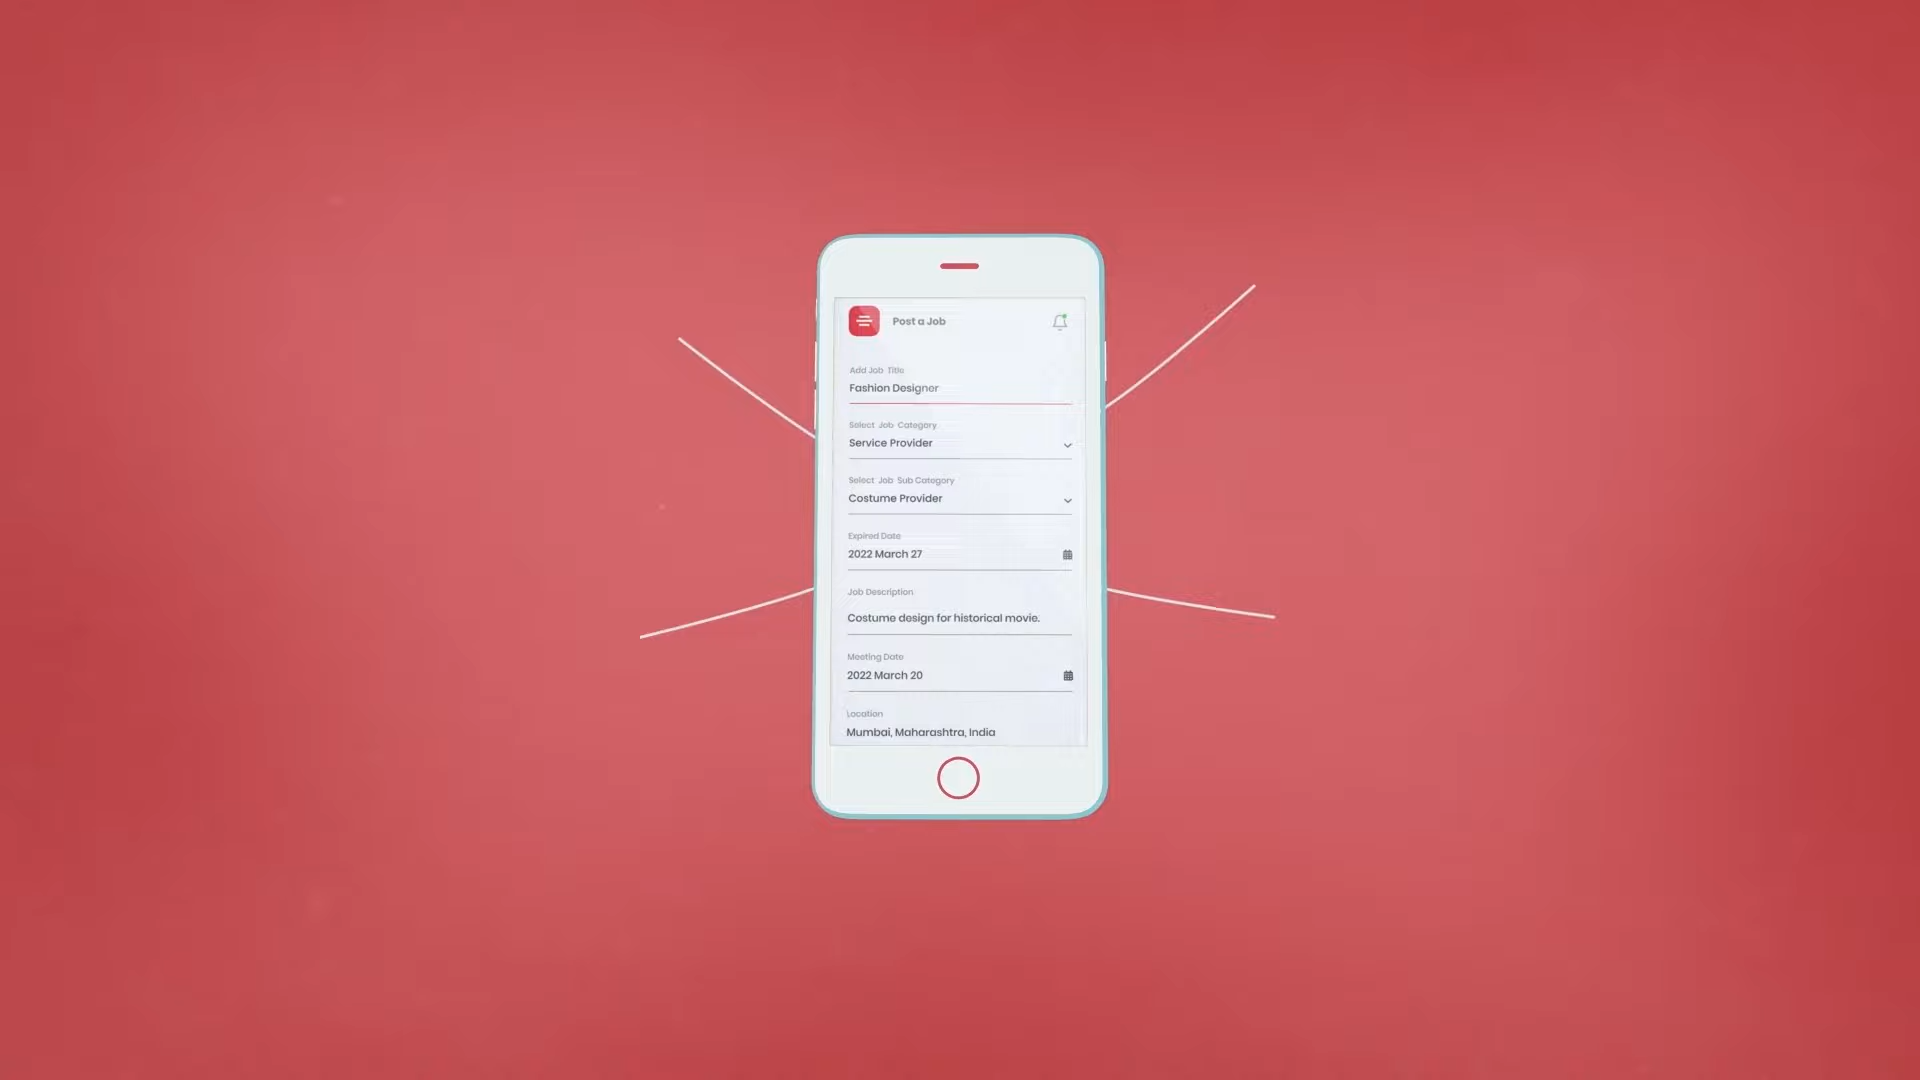 Post a Job
Add Job Title
Fashion Designer
Select Job Category
Service Provider
Select Job Sub Category
Costume Provider
Expired Date
2022 March 27
Job Description
Costume design for historical movie.
Meeting Date
2022 March 20
Location
Mumbai, Maharashtra, India